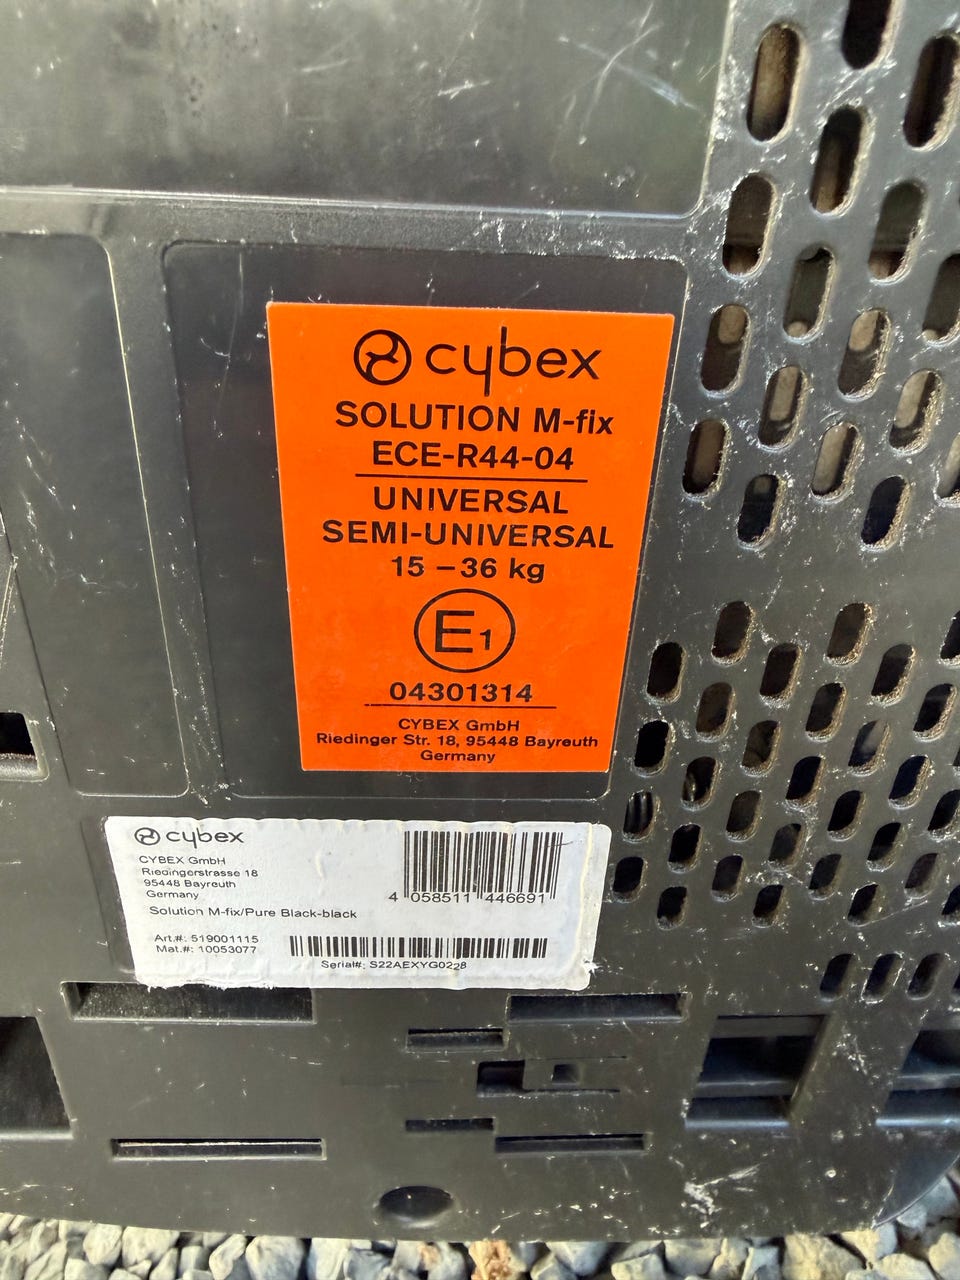 cybex
SOLUTION M-fix
ECE-R44-04
UNIVERSAL
SEMI-UNIVERSAL
15 – 36 kg
E1
04301314
CYBEX GmbH
Riedinger Str. 18, 95448 Bayreuth
Germany
cybex
CYBEX GmbH
Riedingerstrasse 18
95448 Bayreuth
Germany
4 058511 446691
Solution M-fix/Pure Black-black
Art.#: 519001115
Mat.#: 10053077
Serial#: S22AEXYG0228